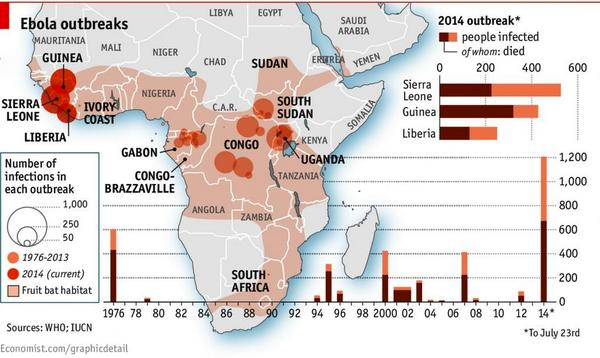 Ebola outbreaks
MAURITANIA
MALI
NIGER
CHAD
LIBYA
EGYPT
SAUDI
ARABIA
SUDAN
ERITREA
YEMEN
GUINEA
SIERRA
LEONE
LIBERIA
IVORY
COAST
NIGERIA
C.A.R.
SOUTH
SUDAN
SOMALIA
GABON
CONGO-
BRAZZAVILLE
CONGO
KENYA
UGANDA
TANZANIA
ANGOLA
ZAMBIA
SOUTH
AFRICA
Number of
infections in
each outbreak
1,000
250
50
1976-2013
2014 (current)
Fruit bat habitat
2014 outbreak*
people infected
of whom: died
0 200 400 600
Sierra
Leone
Guinea
Liberia
1,200
1,000
800
600
400
200
0
1976 78 80 82 84 86 88 90 92 94 96 98 2000 02 04 06 08 10 12 14*
Sources: WHO; IUCN
*To July 23rd
Economist.com/graphicdetail